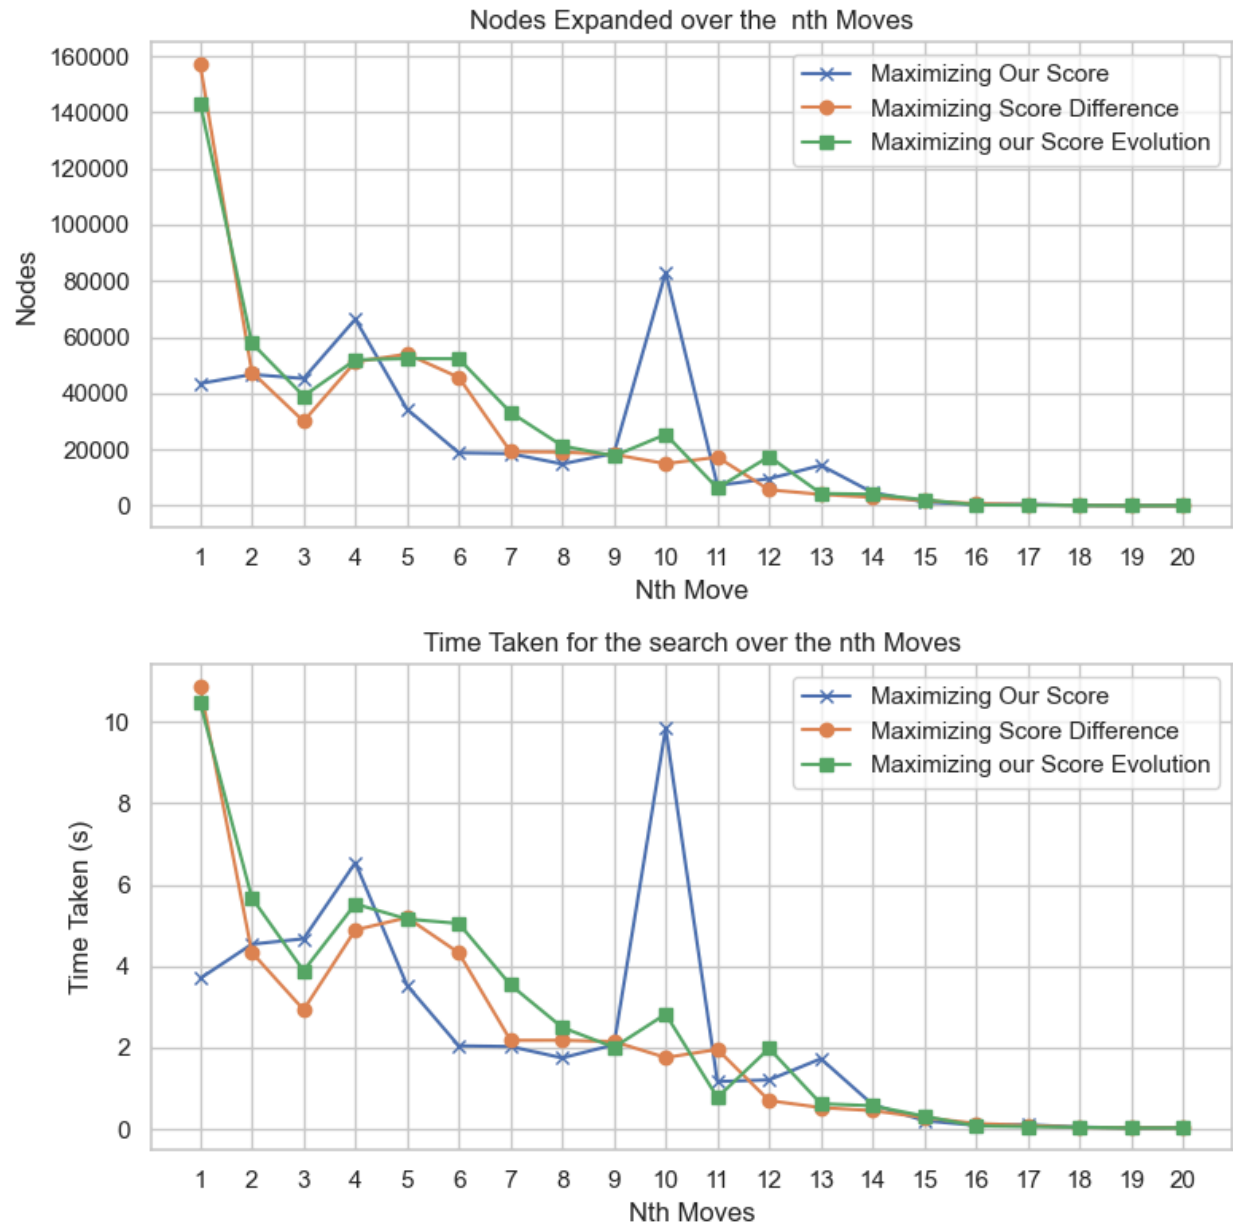 Nodes Expanded over the  nth Moves
160000
140000
120000
100000
80000
60000
40000
20000
0
Nodes
Maximizing Our Score
Maximizing Score Difference
Maximizing our Score Evolution
1 2 3 4 5 6 7 8 9 10 11 12 13 14 15 16 17 18 19 20
Nth Move
Time Taken for the search over the nth Moves
10
8
6
4
2
0
Time Taken (s)
Maximizing Our Score
Maximizing Score Difference
Maximizing our Score Evolution
1 2 3 4 5 6 7 8 9 10 11 12 13 14 15 16 17 18 19 20
Nth Moves